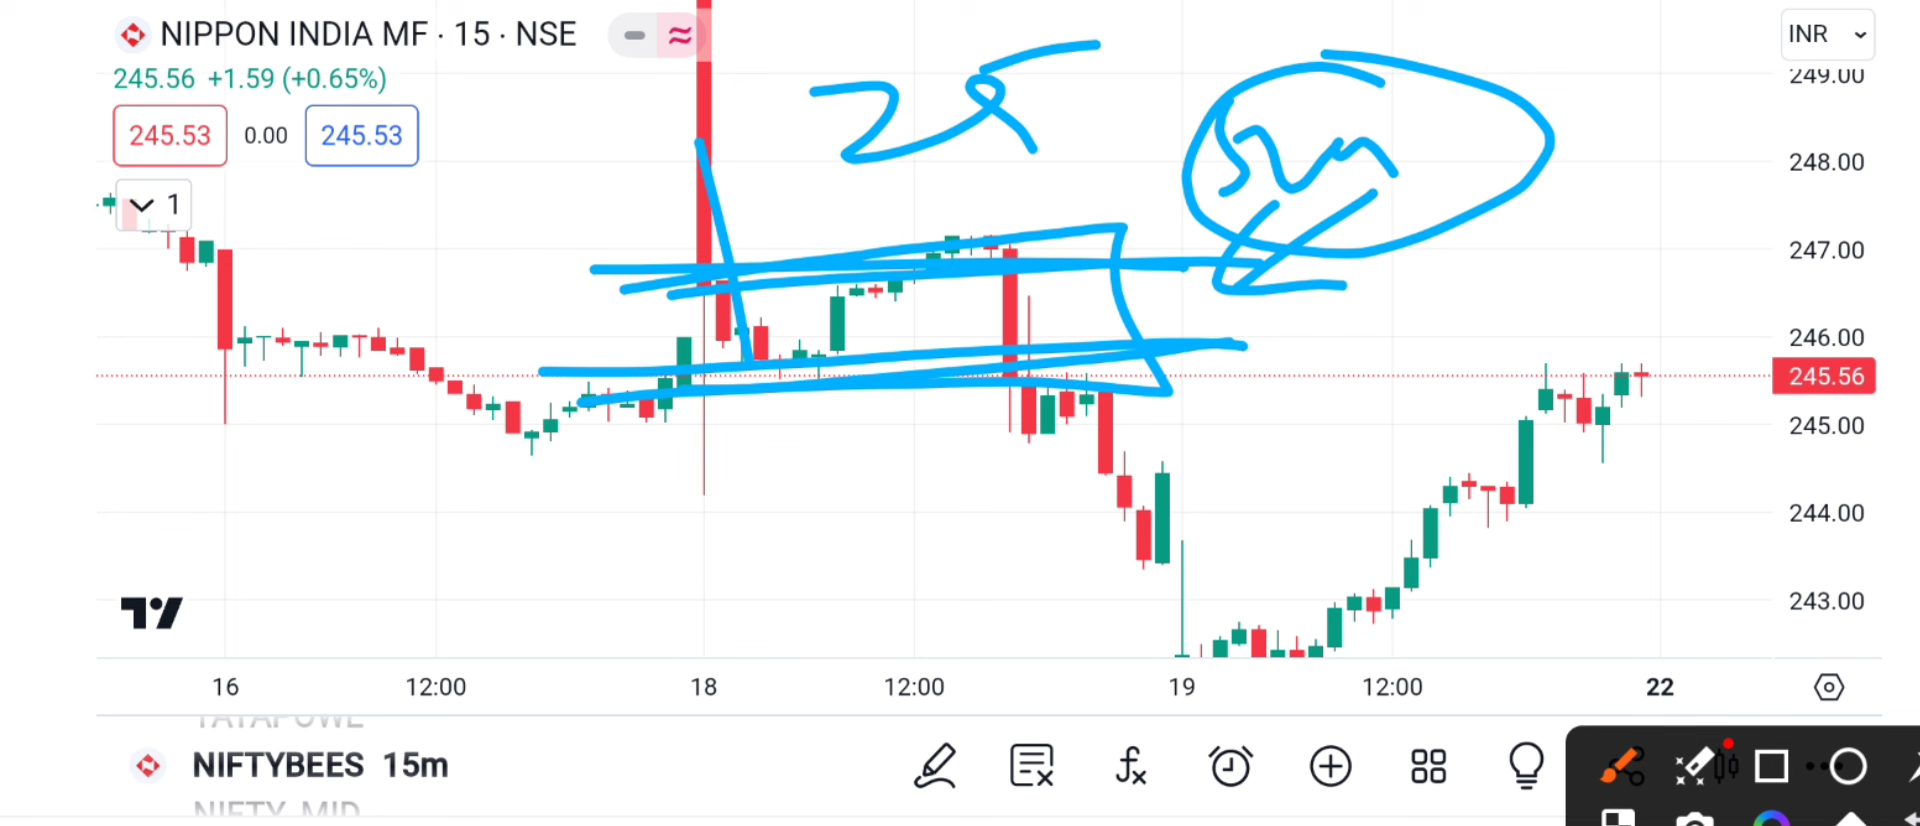 NIPPON INDIA MF · 15 · NSE
INR
245.56 +1.59 (+0.65%)
249.00
245.53 0.00 245.53
248.00
1
247.00
246.00
245.56
245.00
244.00
243.00
16 12:00 18 12:00 19 12:00 22
NIFTYBEES 15m
NIFTY MID